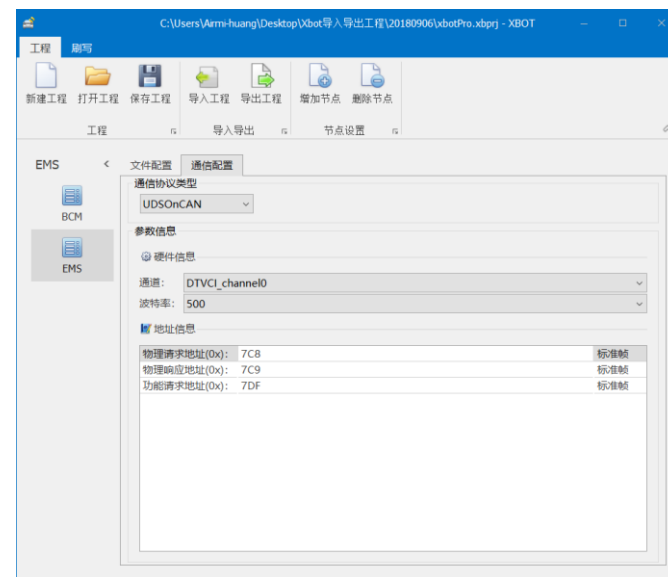 C:\Users\Airmi-huang\Desktop\Xbot导入导出工程\20180906\xbotPro.xbprj - XBOT
工程 刷写
新建工程 打开工程 保存工程 导入工程 导出工程 增加节点 删除节点
工程 导入导出 节点设置
EMS < 文件配置 通信配置
通信协议类型
UDSOnCAN
BCM
参数信息
硬件信息
EMS
通道: DTVCI_channel0
波特率: 500
地址信息
物理请求地址(0x): 7C8 标准帧
物理响应地址(0x): 7C9 标准帧
功能请求地址(0x): 7DF 标准帧